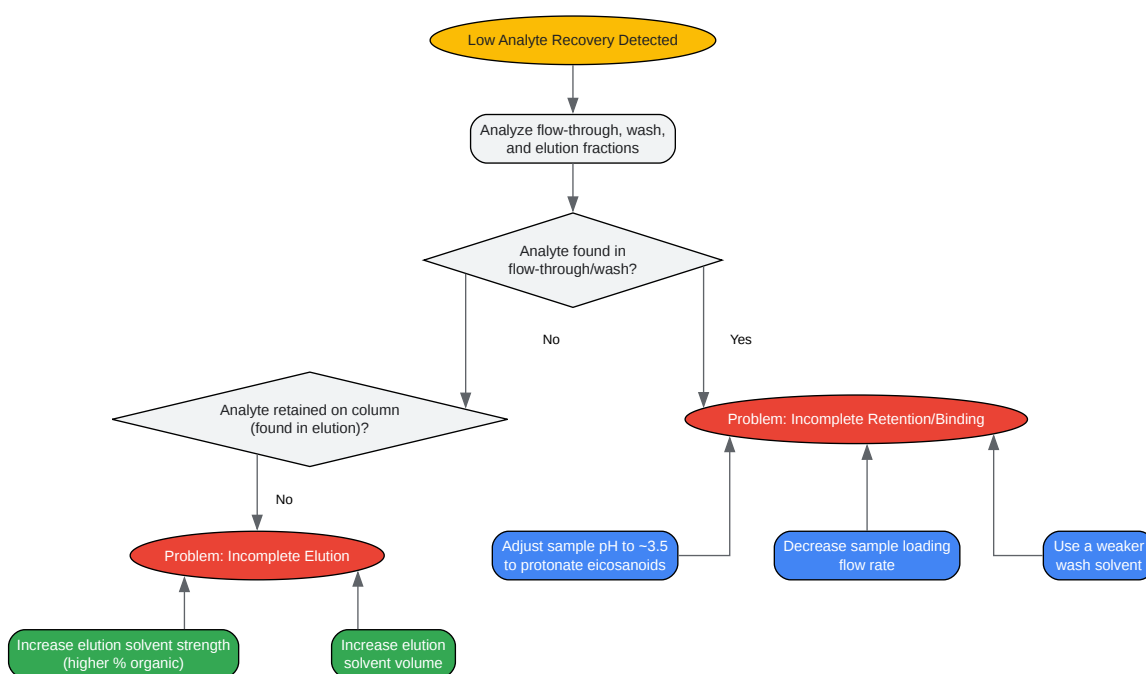 Low Analyte Recovery Detected
Analyze flow-through, wash,
and elution fractions
Analyte found in
flow-through/wash?
No
Yes
Analyte retained on column
(found in elution)?
Problem: Incomplete Retention/Binding
No
Problem: Incomplete Elution
Adjust sample pH to ~3.5
to protonate eicosanoids
Decrease sample loading
flow rate
Use a weaker
wash solvent
Increase elution solvent strength
(higher % organic)
Increase elution
solvent volume